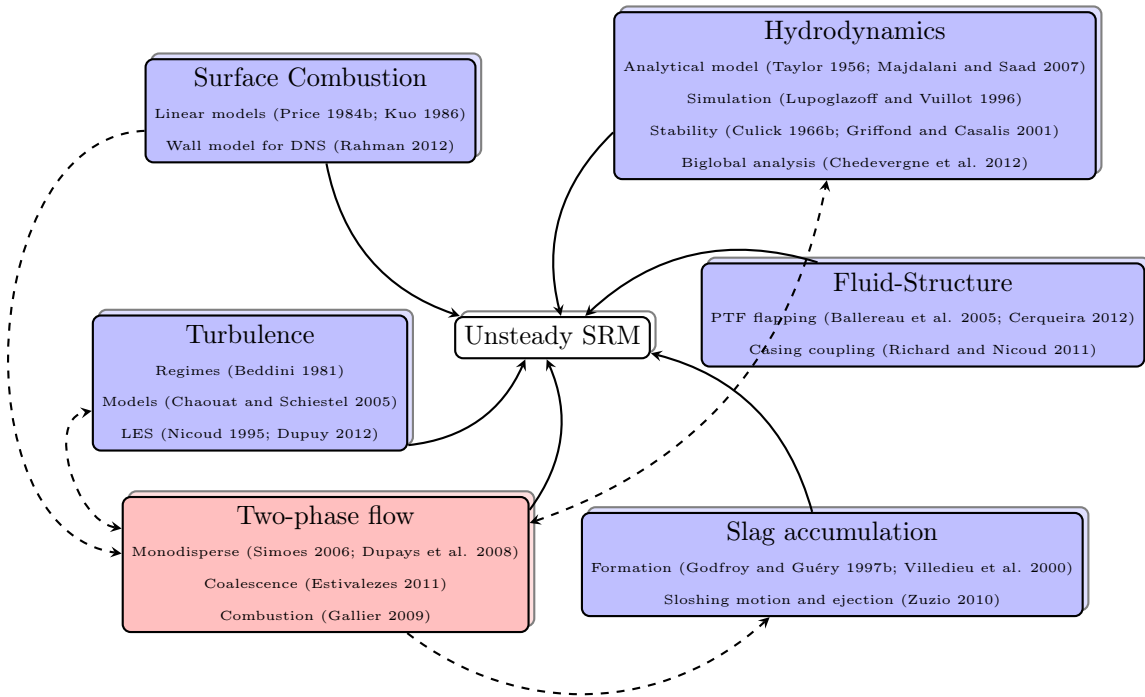 Hydrodynamics
Analytical model (Taylor 1956; Majdalani and Saad 2007)
Simulation (Lupoglazoff and Vuillot 1996)
Stability (Culick 1966b; Griffond and Casalis 2001)
Biglobal analysis (Chedevergne et al. 2012)
Surface Combustion
Linear models (Price 1984b; Kuo 1986)
Wall model for DNS (Rahman 2012)
Fluid-Structure
PTF flapping (Ballereau et al. 2005; Cerqueira 2012)
Casing coupling (Richard and Nicoud 2011)
Unsteady SRM
Turbulence
Regimes (Beddini 1981)
Models (Chaouat and Schiestel 2005)
LES (Nicoud 1995; Dupuy 2012)
Two-phase flow
Monodisperse (Simoes 2006; Dupays et al. 2008)
Coalescence (Estivalezes 2011)
Combustion (Gallier 2009)
Slag accumulation
Formation (Godfroy and Guéry 1997b; Villedieu et al. 2000)
Sloshing motion and ejection (Zuzio 2010)